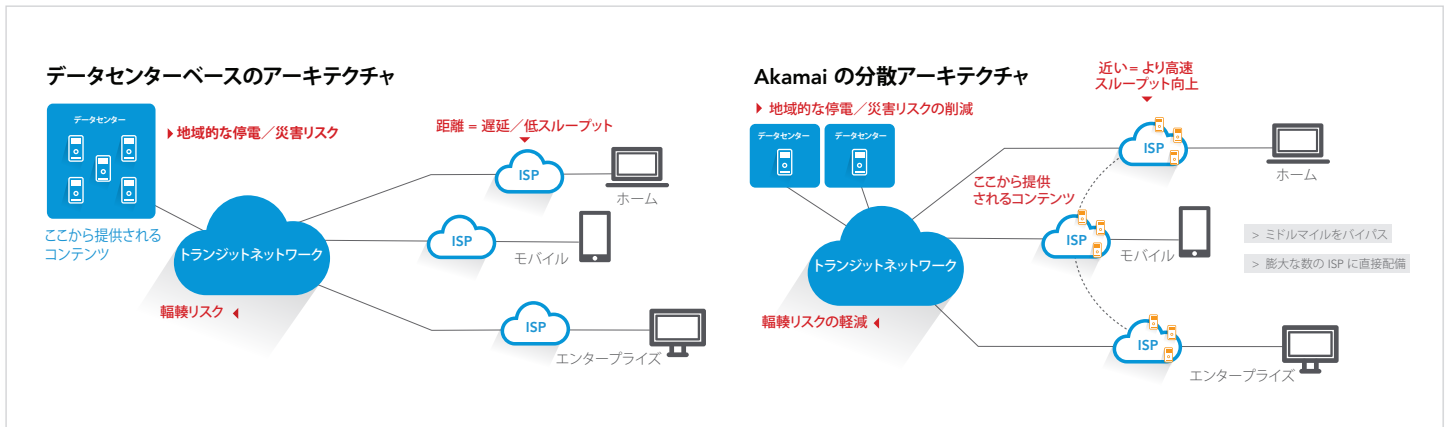 データセンターベースのアーキテクチャ
データセンター
地域的な停電／災害リスク
距離 = 遅延／低スループット
ISP
ホーム
ここから提供される
コンテンツ
トランジットネットワーク
ISP
モバイル
輻輳リスク
ISP
エンタープライズ
Akamai の分散アーキテクチャ
近い = より高速
スループット向上
地域的な停電／災害リスクの削減
データセンター
データセンター
ISP
ホーム
ここから提供
されるコンテンツ
トランジットネットワーク
ISP
モバイル
> ミドルマイルをバイパス
> 膨大な数の ISP に直接配備
輻輳リスクの軽減
ISP
エンタープライズ